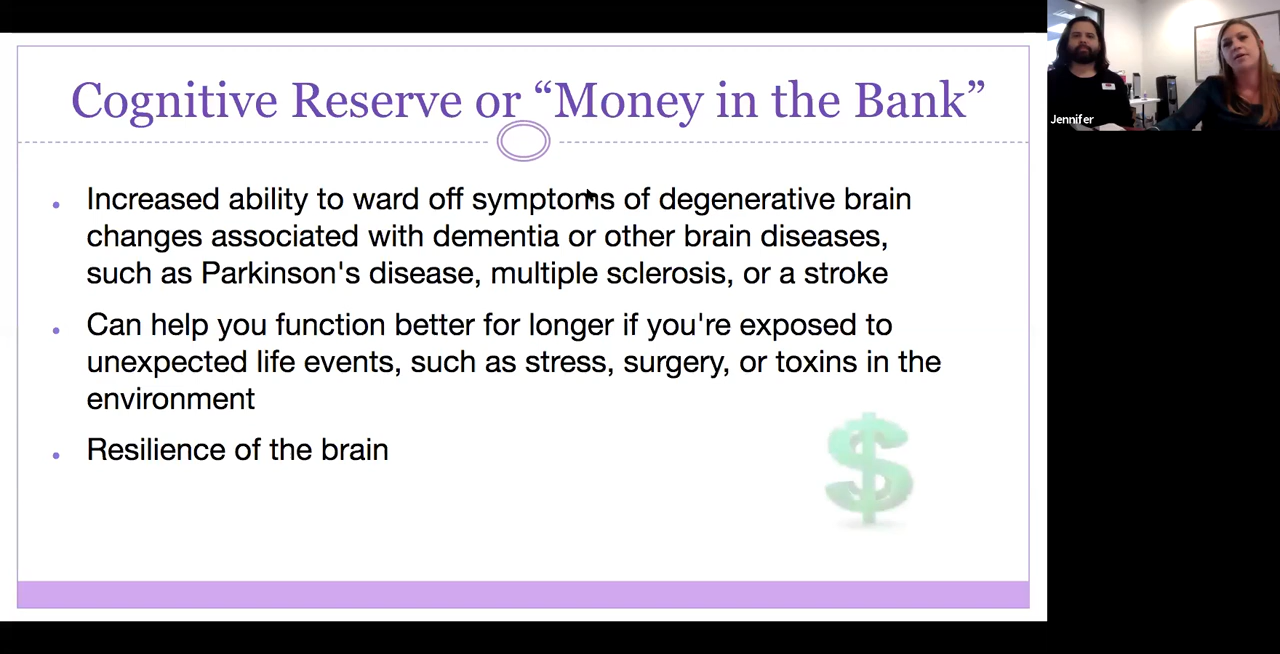 Cognitive Reserve or “Money in the Bank”
• Increased ability to ward off symptoms of degenerative brain
changes associated with dementia or other brain diseases,
such as Parkinson's disease, multiple sclerosis, or a stroke
• Can help you function better for longer if you're exposed to
unexpected life events, such as stress, surgery, or toxins in the
environment
• Resilience of the brain
$
Jennifer